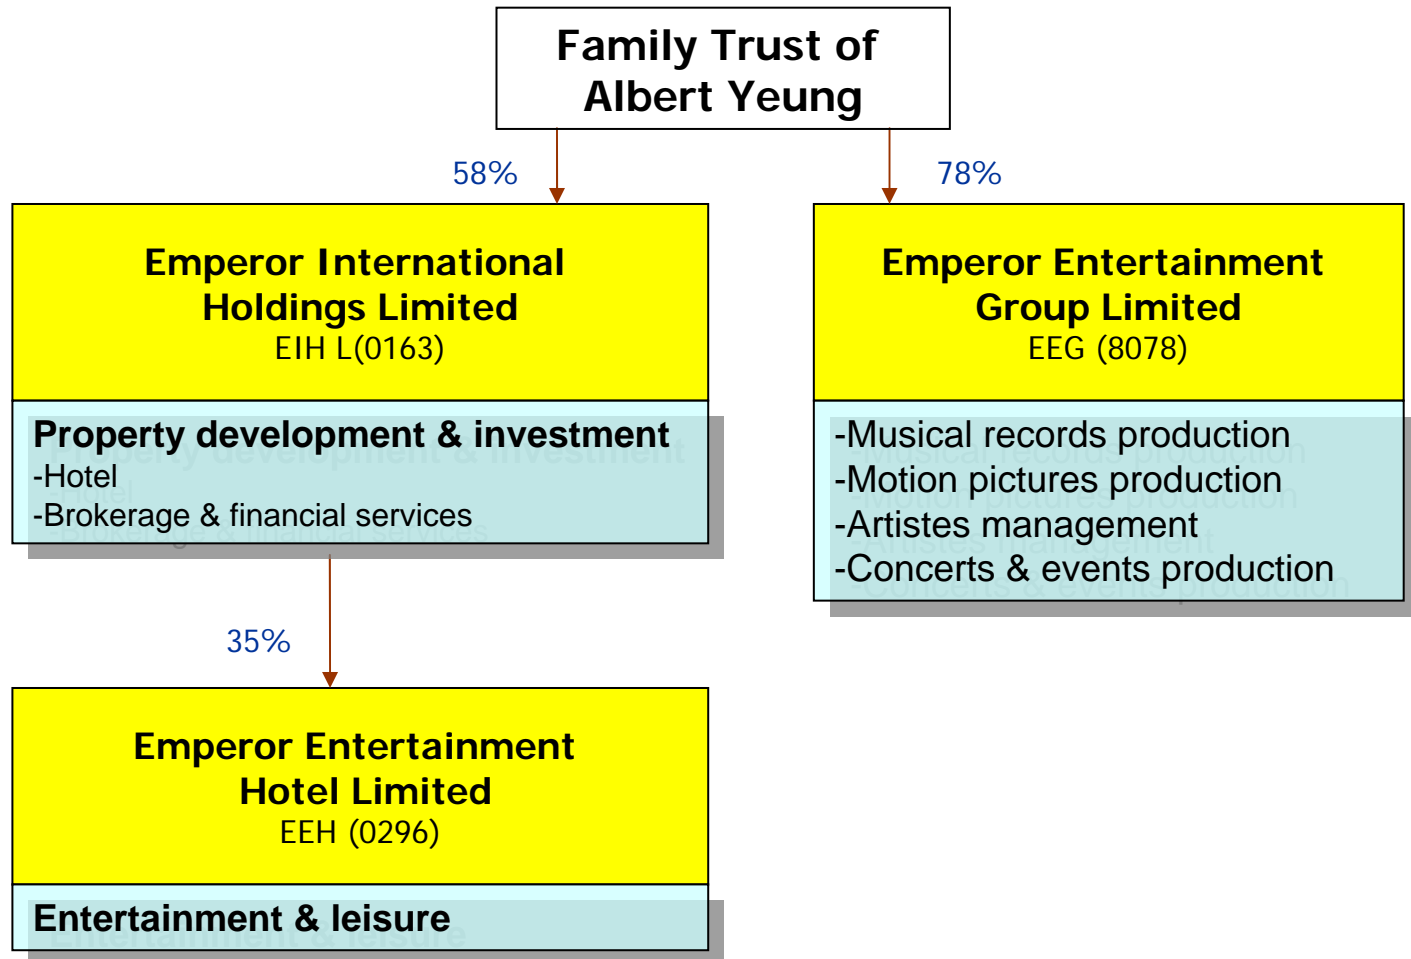 Family Trust of
Albert Yeung
58%
78%
Emperor International
Holdings Limited
EIH L(0163)
Property development & investment
-Hotel
-Brokerage & financial services
Emperor Entertainment
Group Limited
EEG (8078)
-Musical records production
-Motion pictures production
-Artistes management
-Concerts & events production
35%
Emperor Entertainment
Hotel Limited
EEH (0296)
Entertainment & leisure